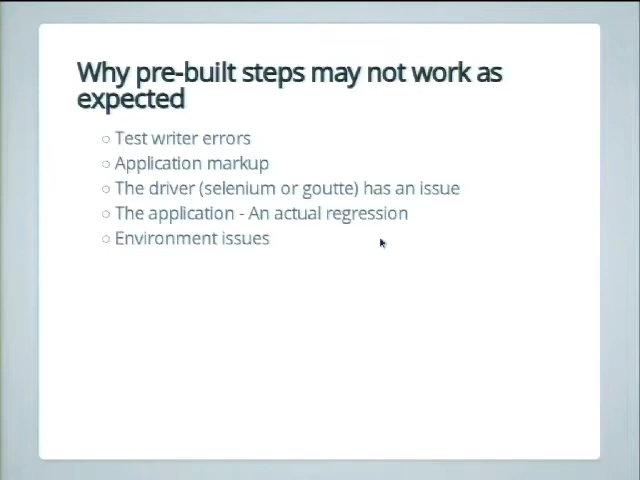 Why pre-built steps may not work as
expected
Test writer errors
Application markup
The driver (selenium or goutte) has an issue
The application - An actual regression
Environment issues